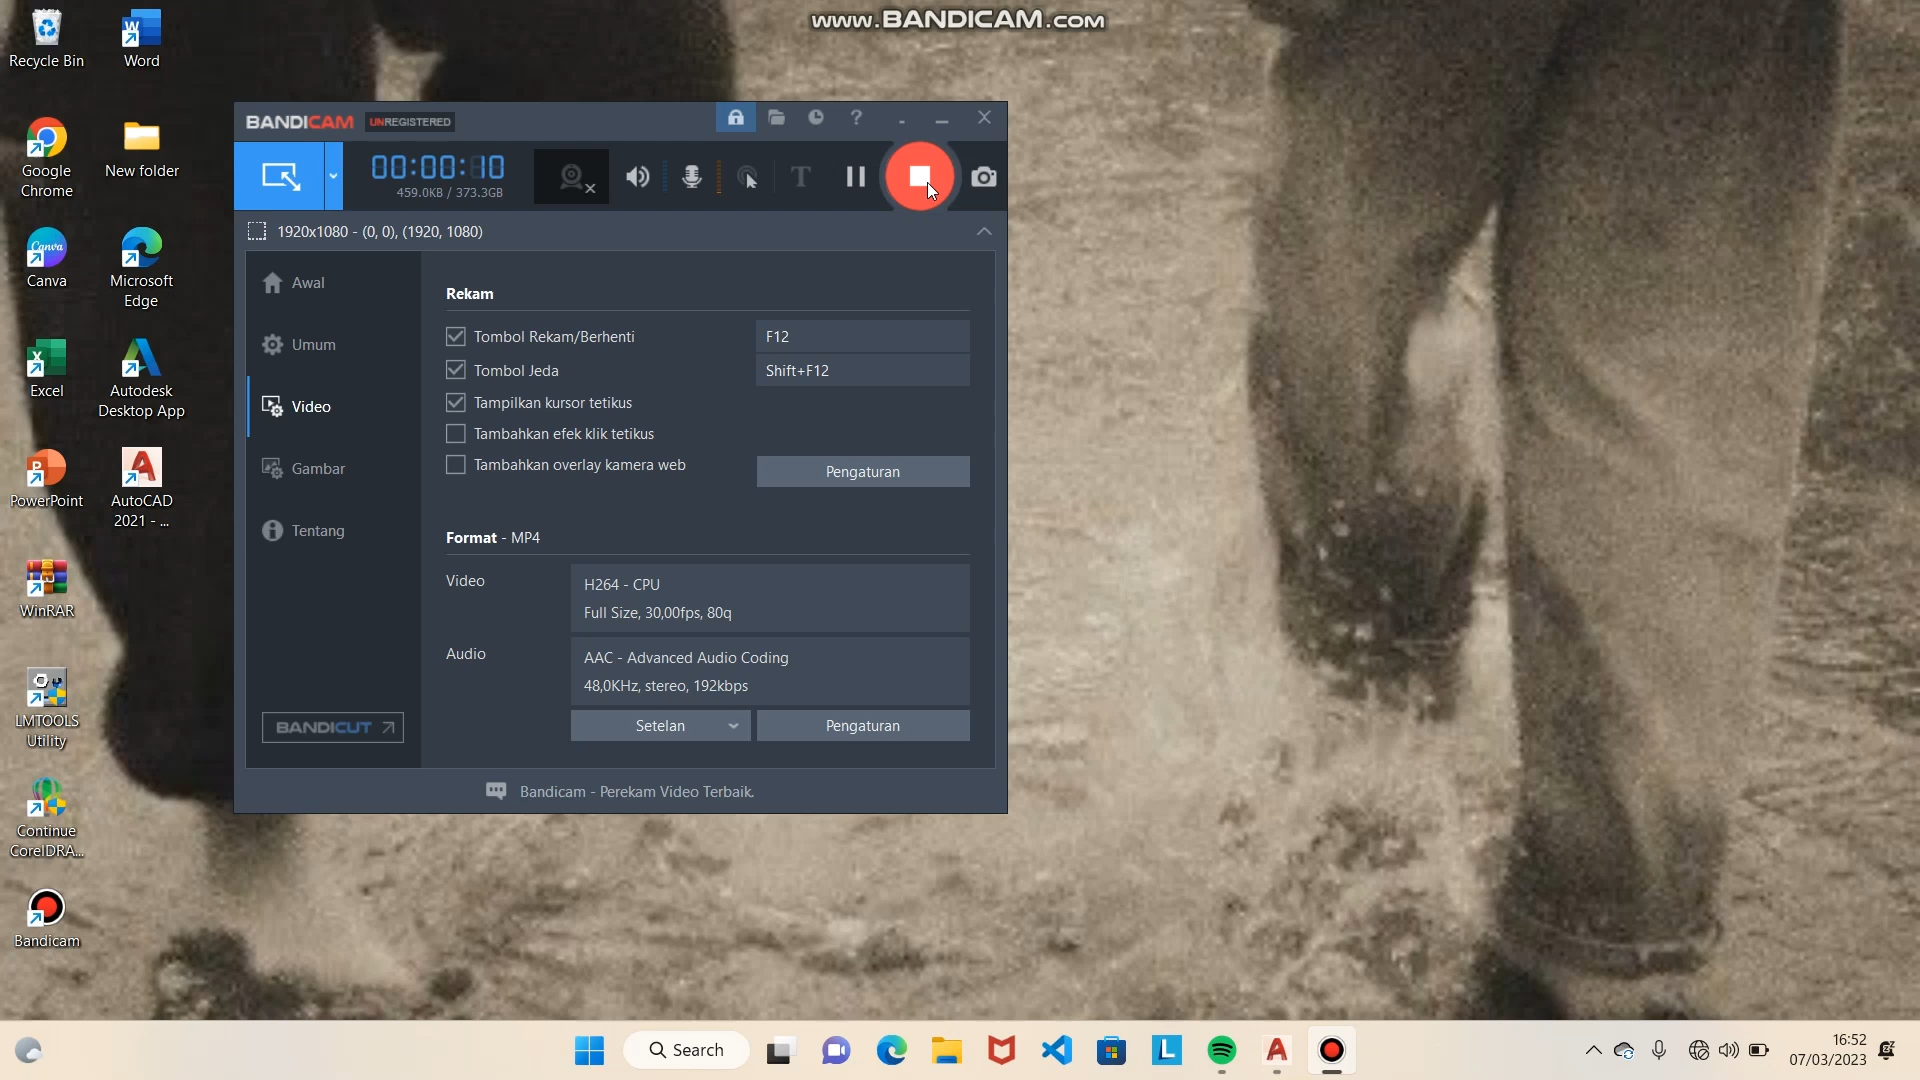 www.BANDICAM.com
Recycle Bin
Word
Google
Chrome
New folder
Canva
Microsoft
Edge
Excel
Autodesk
Desktop App
PowerPoint
AutoCAD
2021 - ...
WinRAR
LMTOOLS
Utility
Continue
CorelDRA...
Bandicam
BANDICAM UNREGISTERED
00:00:10
459.0KB / 373.3GB
1920x1080 - (0, 0), (1920, 1080)
Awal
Umum
Video
Gambar
Tentang
BANDICUT
Rekam
Tombol Rekam/Berhenti F12
Tombol Jeda Shift+F12
Tampilkan kursor tetikus
Tambahkan efek klik tetikus
Tambahkan overlay kamera web
Pengaturan
Format - MP4
Video H264 - CPU
Full Size, 30,00fps, 80q
Audio AAC - Advanced Audio Coding
48,0KHz, stereo, 192kbps
Setelan Pengaturan
Bandicam - Perekam Video Terbaik.
Search
16:52
07/03/2023